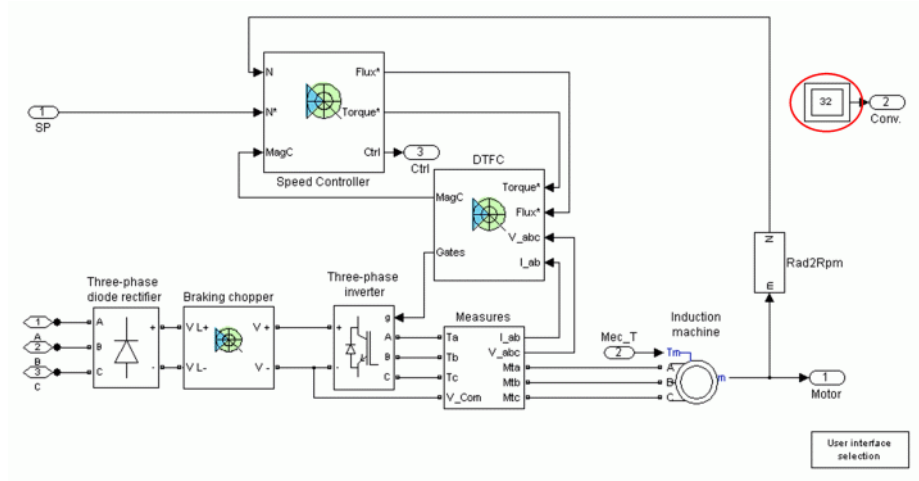 N
Flux*
1
N*
Torque*
SP
MagC
Ctrl
3
Ctrl
Speed Controller
32
2
Conv.
DTFC
MagC
Torque*
Flux*
V_abc
Gates
I_ab
N
m
Rad2Rpm
Three-phase
diode rectifier
Braking chopper
Three-phase
inverter
Measures
Induction
machine
1
A
2
B
3
C
A
B
C
+
-
V L+
V L-
V +
V -
+
-
g
A
B
C
Ta
Tb
Tc
V_Com
I_ab
V_abc
Mta
Mtb
Mtc
Mec_T
2
Tm
A
B
C
m
1
Motor
User interface
selection